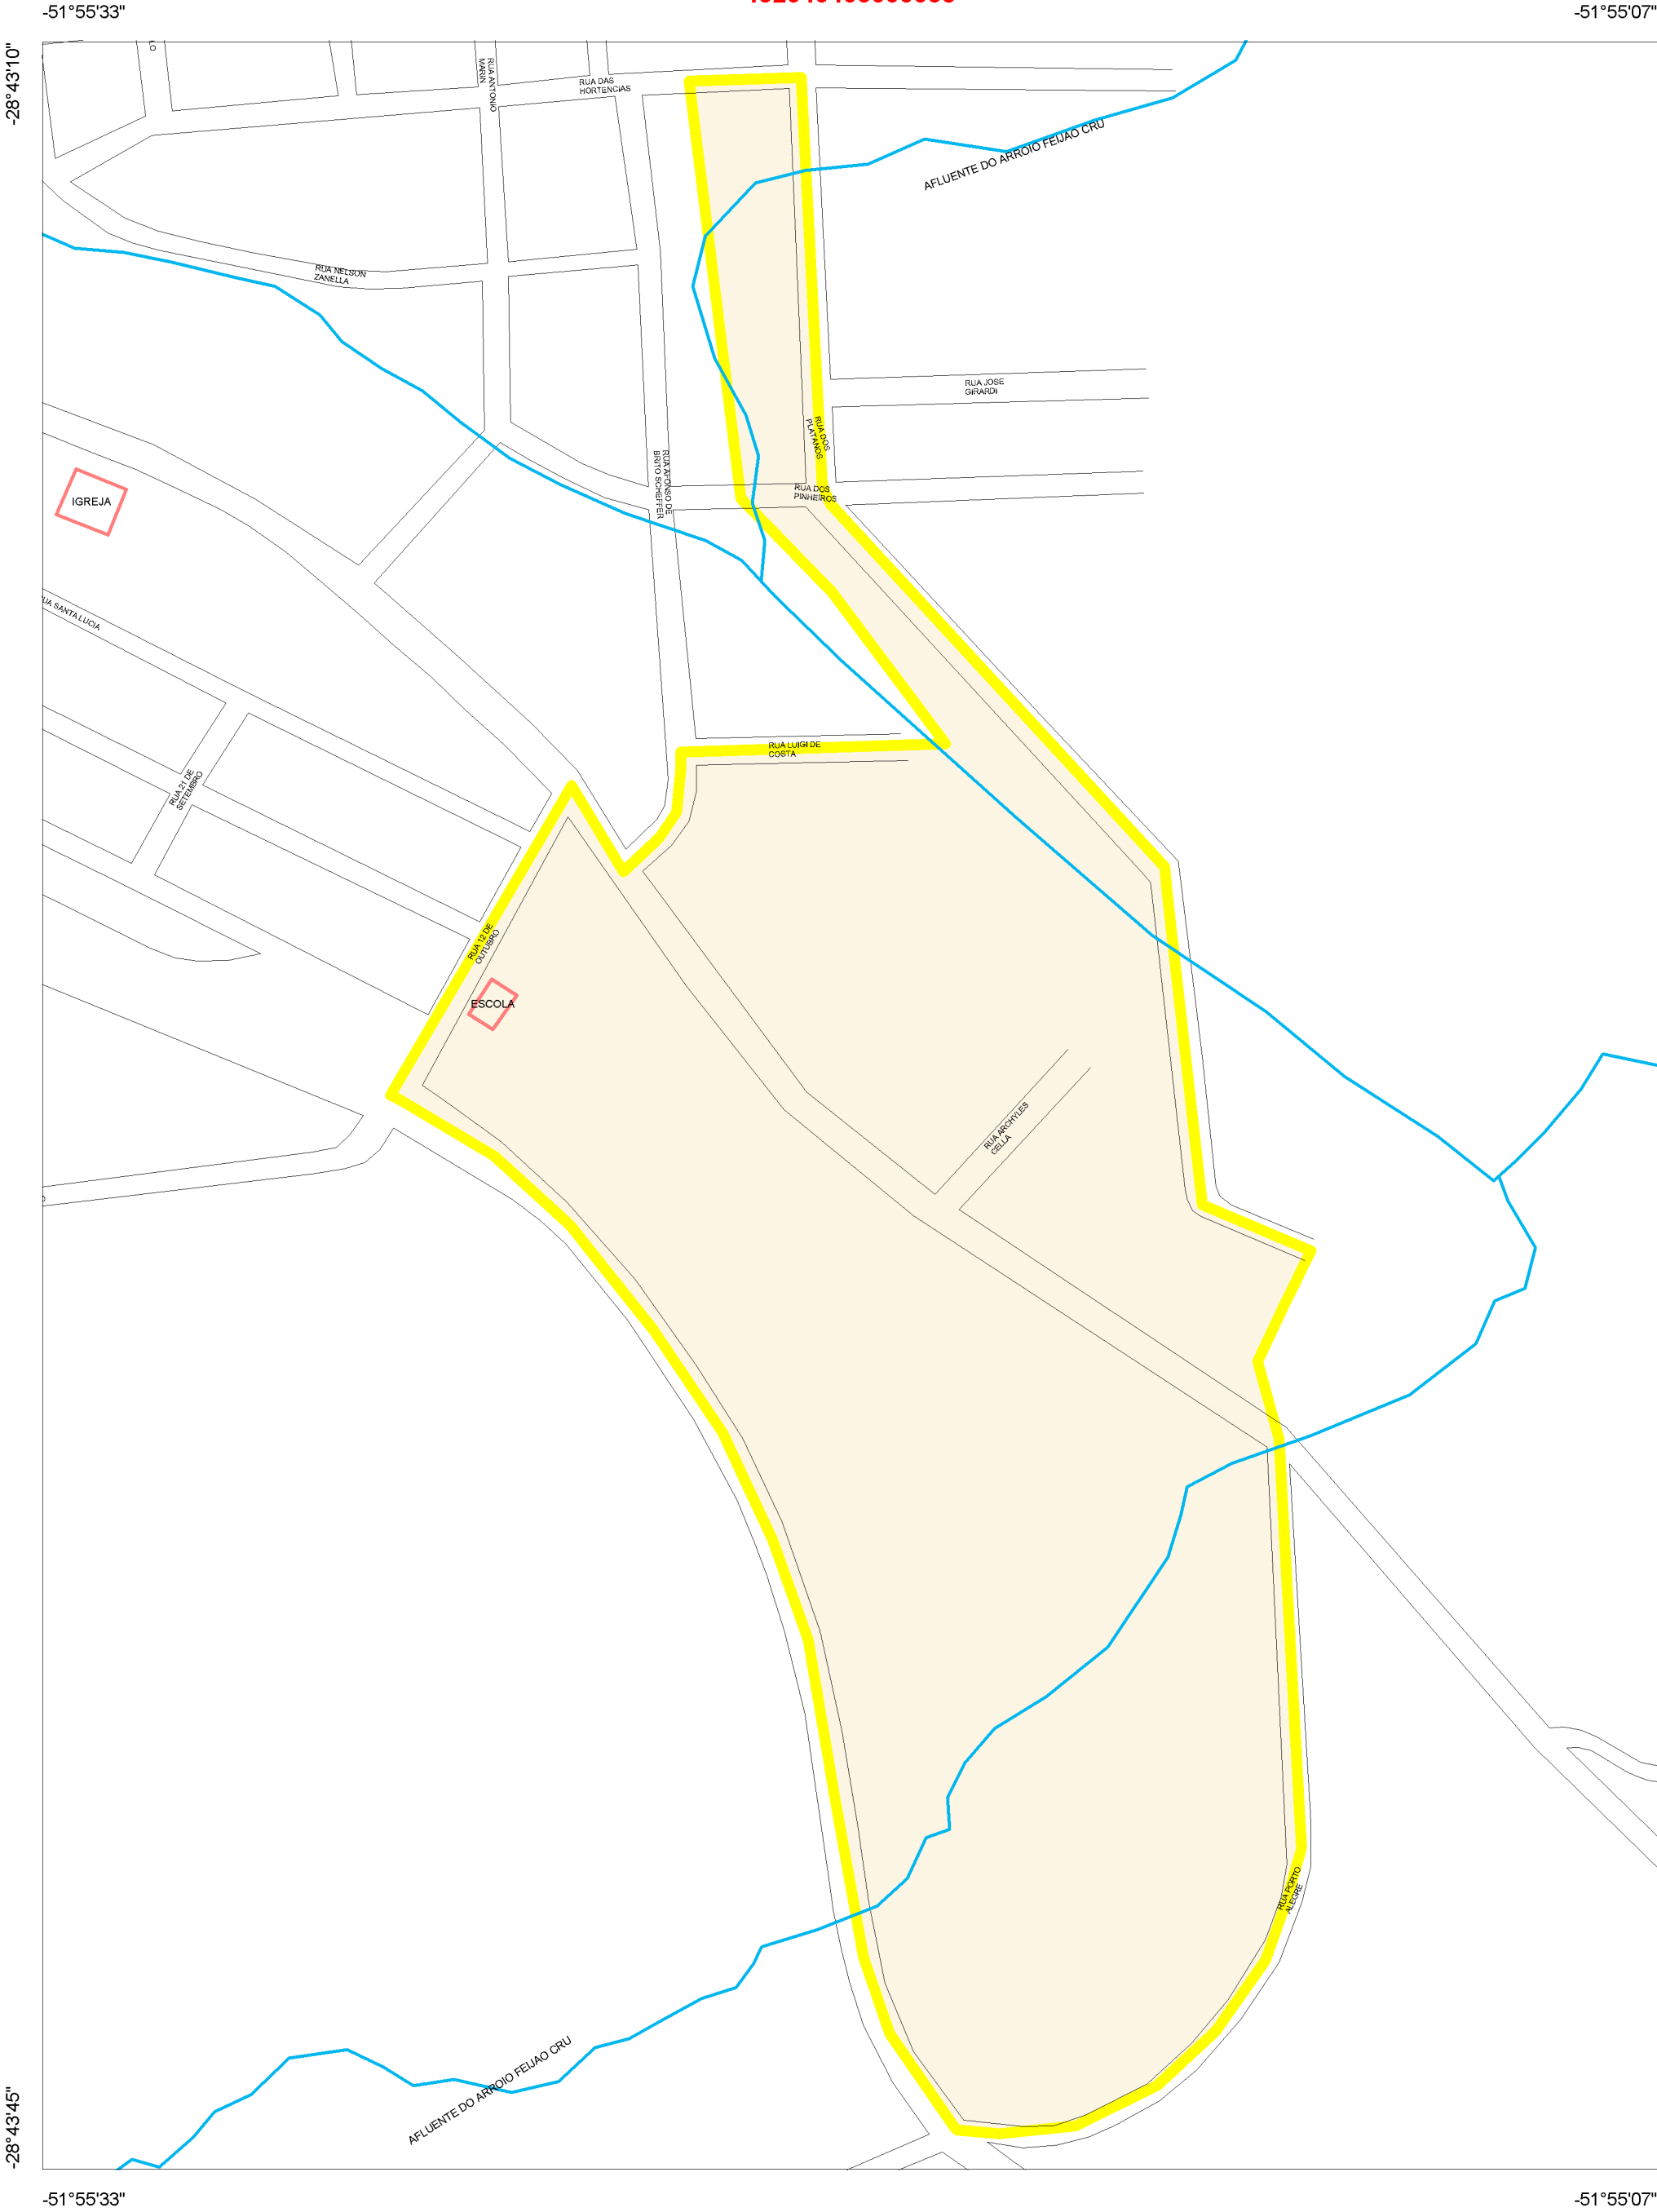 -51°55'33"
-51°55'07"
-28°43'10"
RUA ANTONIO
MARIN
RUA DAS
HORTENCIAS
AFLUENTE DO ARROIO FEIJAO CRU
RUA NELSON
ZANELLA
RUA JOSE
GIRARDI
RUA DOS
PLATANOS
RUA AFONSO DE
BRITO SCHEFFER
RUA DOS
PINHEIROS
IGREJA
UA SANTA LUCIA
RUA LUIGI DE
COSTA
RUA 21 DE
SETEMBRO
RUA 12 DE
OUTUBRO
ESCOLA
RUA ARCHYLES
CELLA
RUA PORTO
ALEGRE
AFLUENTE DO ARROIO FEIJAO CRU
-28°43'45"
-51°55'33"
-51°55'07"